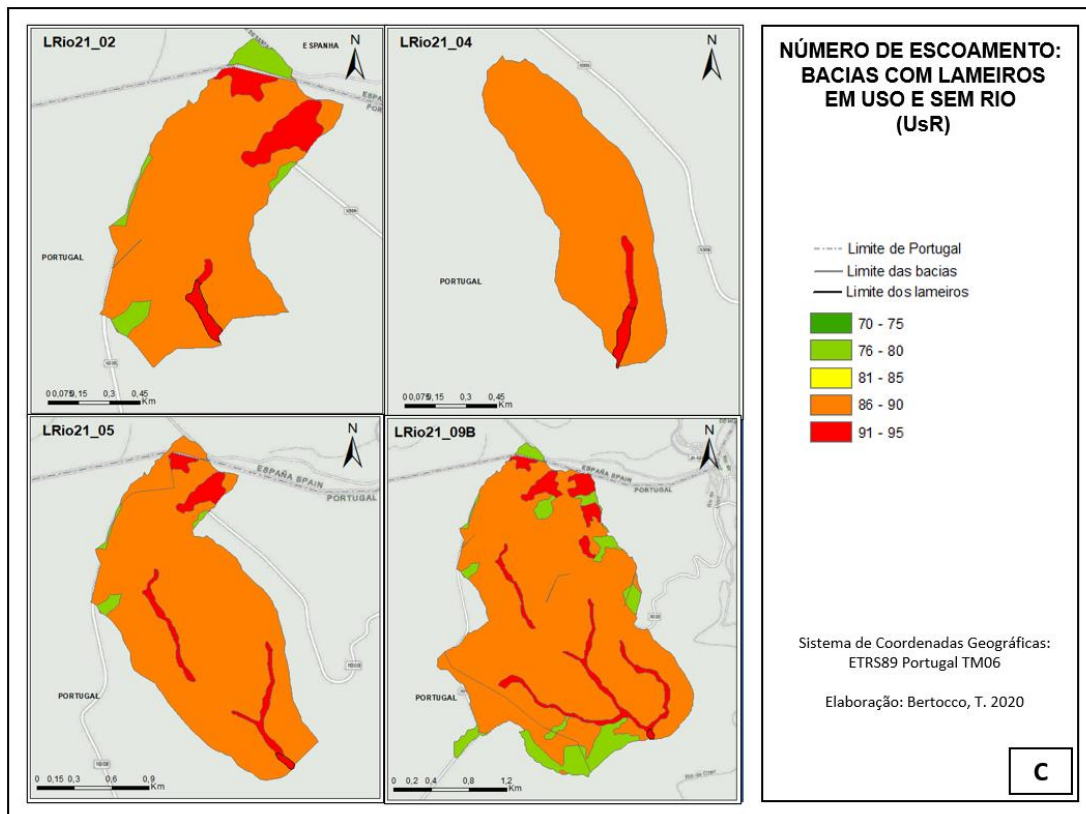 LRio21_02
ESPANHA
N
ESPAÑA
PORTUGAL
0 0,075 0,15 0,3 0,45
Km
LRio21_04
N
PORTUGAL
0 0,075 0,15 0,3 0,45
Km
LRio21_05
N
ESPAÑA SPAIN
PORTUGAL
PORTUGAL
0 0,15 0,3 0,6 0,9
Km
LRio21_09B
N
ESPAÑA SPAIN
PORTUGAL
PORTUGAL
0 0,2 0,4 0,8 1,2
Km
NÚMERO DE ESCOAMENTO:
BACIAS COM LAMEIROS
EM USO E SEM RIO
(UsR)
Limite de Portugal
Limite das bacias
Limite dos lameiros
70 - 75
76 - 80
81 - 85
86 - 90
91 - 95
Sistema de Coordenadas Geográficas:
ETRS89 Portugal TM06
Elaboração: Bertocco, T. 2020
C